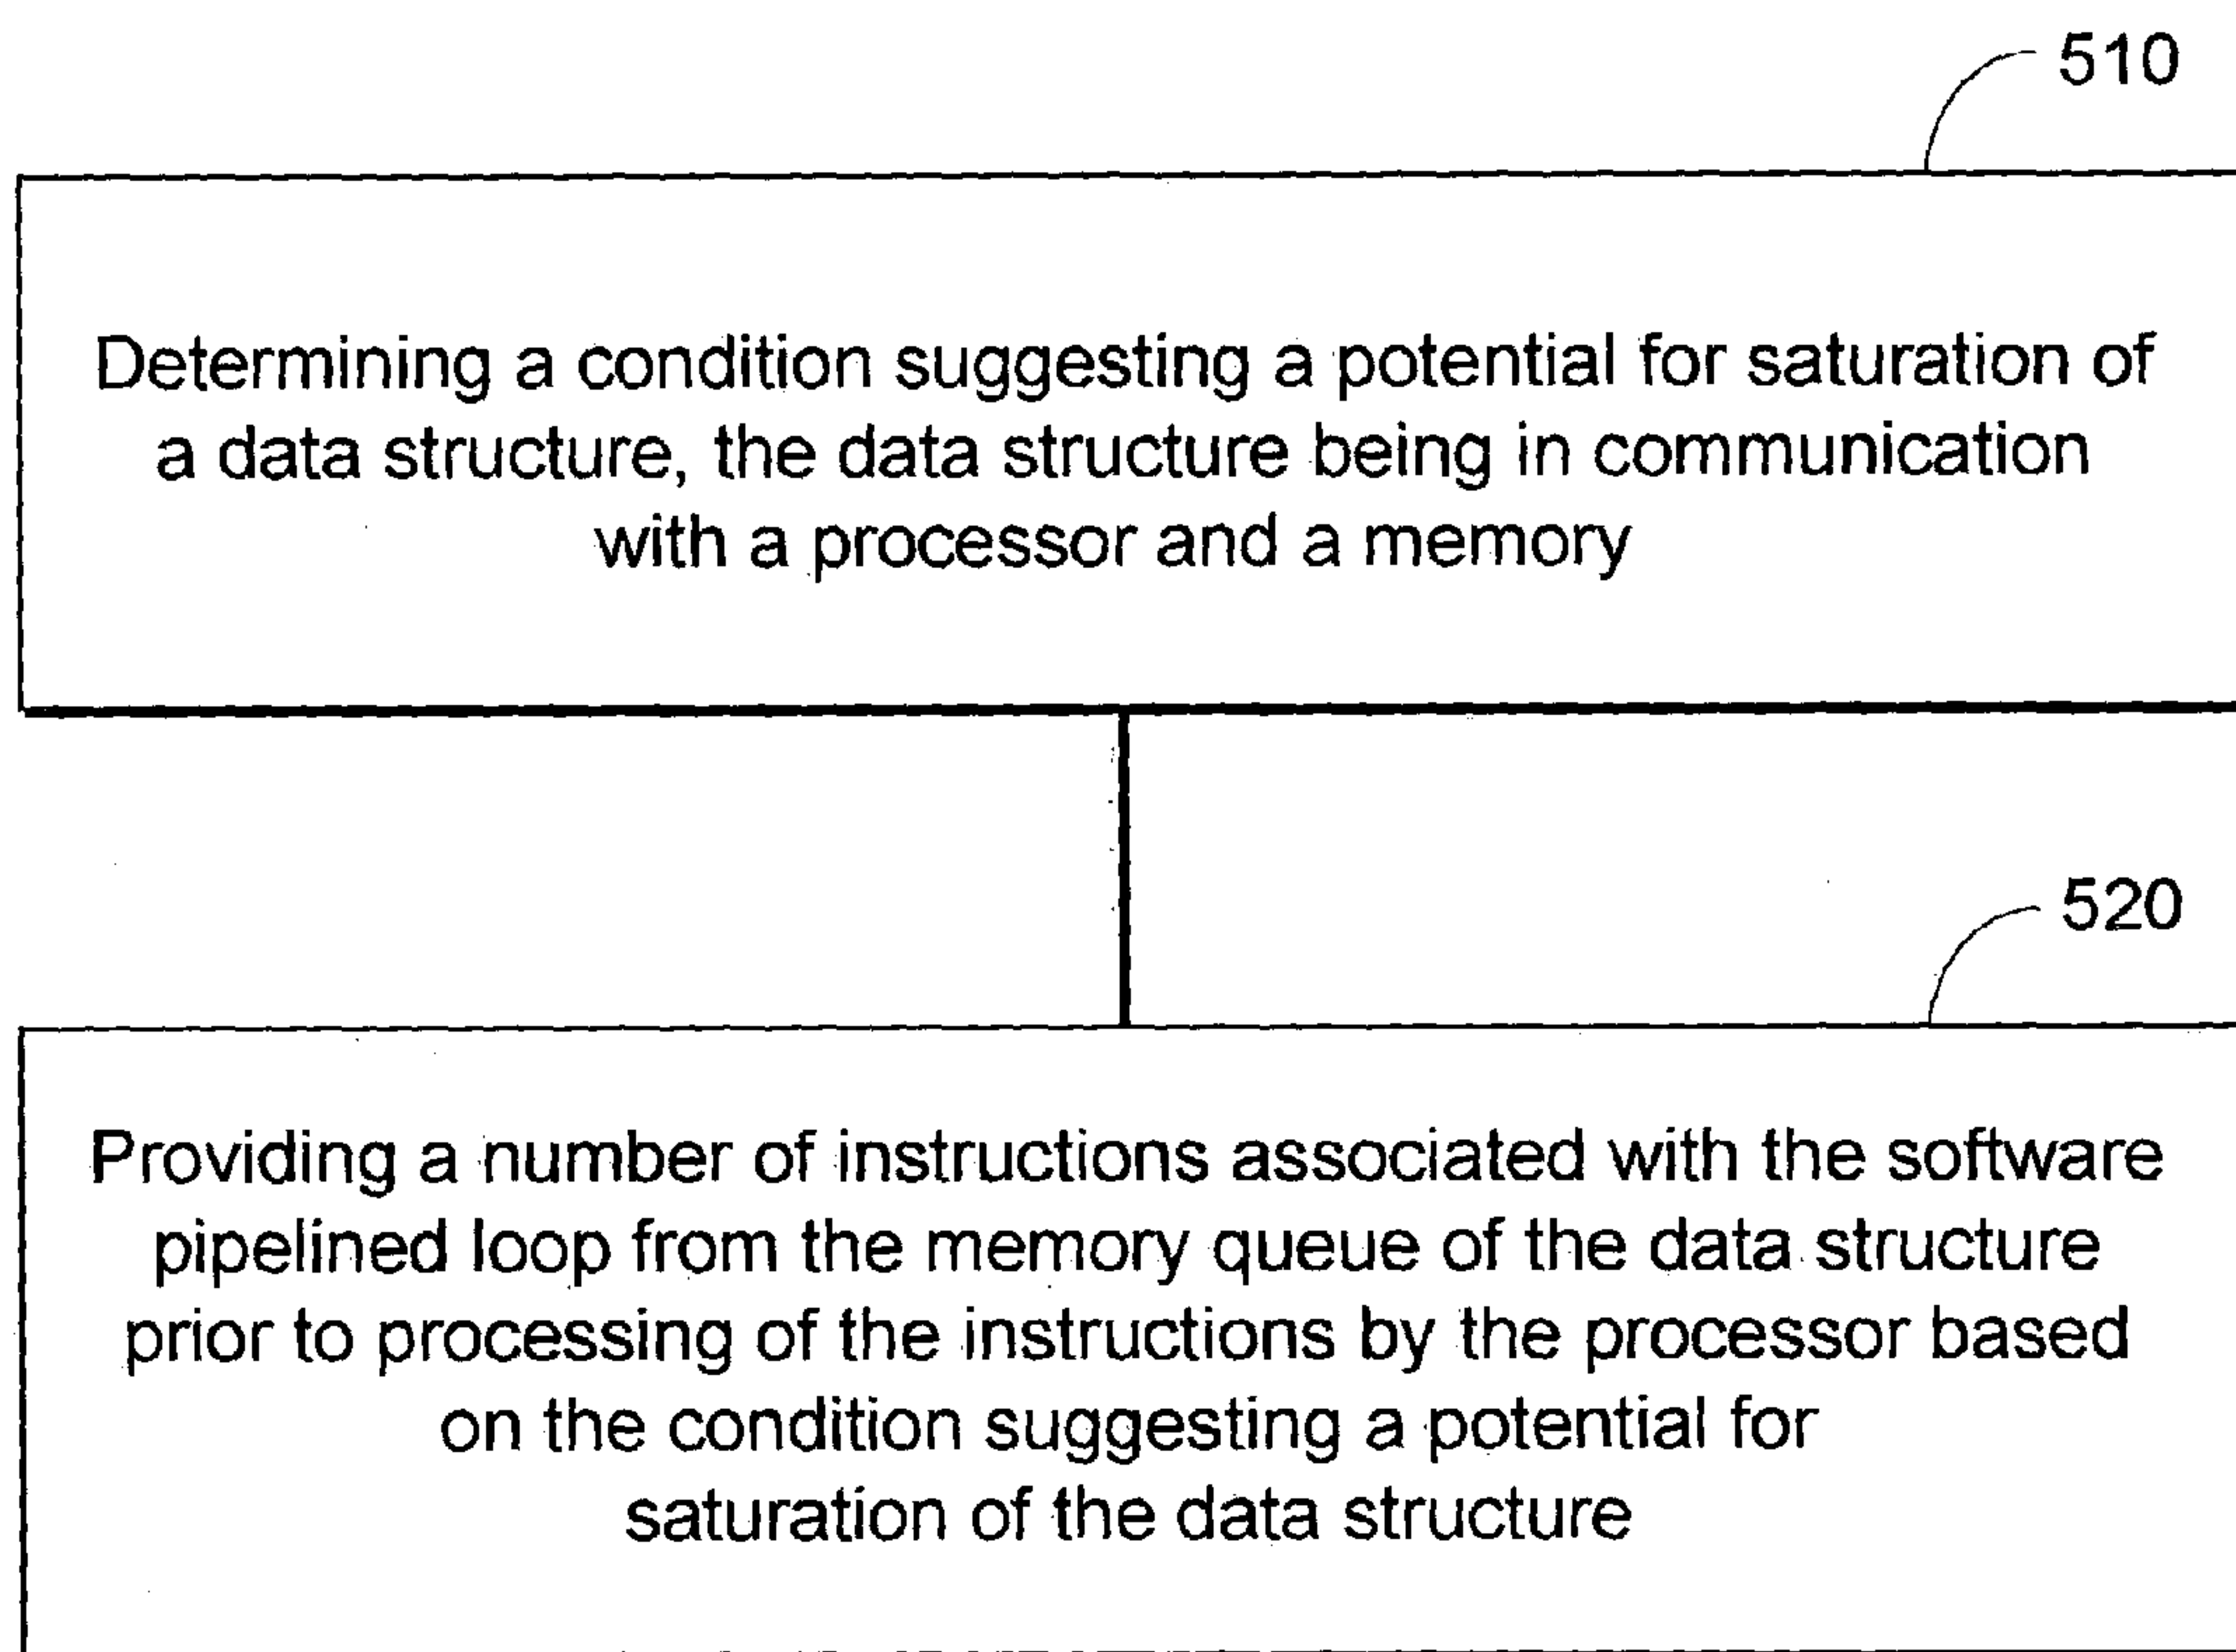 510
Determining a condition suggesting a potential for saturation of
a data structure, the data structure being in communication
with a processor and a memory
520
Providing a number of instructions associated with the software
pipelined loop from the memory queue of the data structure
prior to processing of the instructions by the processor based
on the condition suggesting a potential for
saturation of the data structure